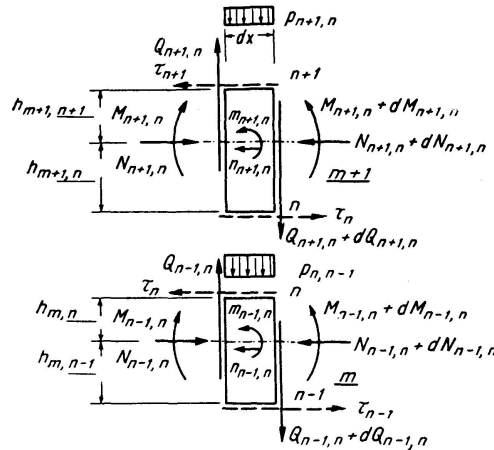 p_{n+1, n}
dx
Q_{n+1, n}
τ_{n+1} n+1
h_{m+1, n+1} M_{n+1, n} m_{n+1, n} M_{n+1, n} + dM_{n+1, n}
N_{n+1, n} + dN_{n+1, n}
h_{m+1, n} N_{n+1, n} n_{n+1, n} m+1
n τ_n
Q_{n+1, n} + dQ_{n+1, n}
Q_{n-1, n} p_{n, n-1}
τ_n n
h_{m, n} M_{n-1, n} m_{n-1, n} M_{n-1, n} + dM_{n-1, n}
h_{m, n-1} N_{n-1, n} n_{n-1, n} N_{n-1, n} + dN_{n-1, n}
m
n-1 τ_{n-1}
Q_{n-1, n} + dQ_{n-1, n}